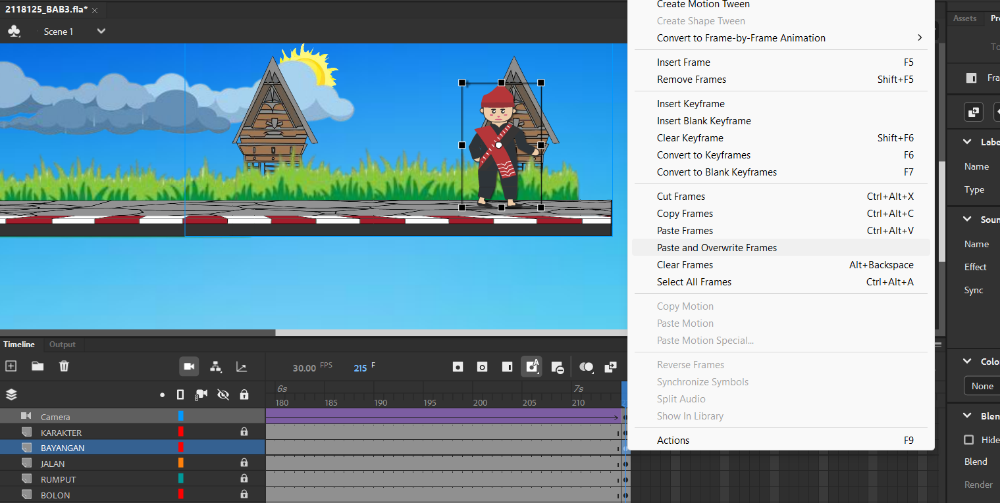 2118125_BAB3.fla*
Scene 1
Create Motion Tween
Create Shape Tween
Convert to Frame-by-Frame Animation
Insert Frame F5
Remove Frames Shift+F5
Insert Keyframe
Insert Blank Keyframe
Clear Keyframe Shift+F6
Convert to Keyframes F6
Convert to Blank Keyframes F7
Cut Frames Ctrl+Alt+X
Copy Frames Ctrl+Alt+C
Paste Frames Ctrl+Alt+V
Paste and Overwrite Frames
Clear Frames Alt+Backspace
Select All Frames Ctrl+Alt+A
Copy Motion
Paste Motion
Paste Motion Special...
Reverse Frames
Synchronize Symbols
Split Audio
Show In Library
Actions F9
Assets Pr
To
Fra
Labe
Name
Type
Soun
Name
Effect
Sync
Colo
None
Blen
Hide
Blend
Render
Timeline Output
30.00 FPS 215 F
6s 7s
180 185 190 195 200 205 210
Camera
KARAKTER
BAYANGAN
JALAN
RUMPUT
BOLON